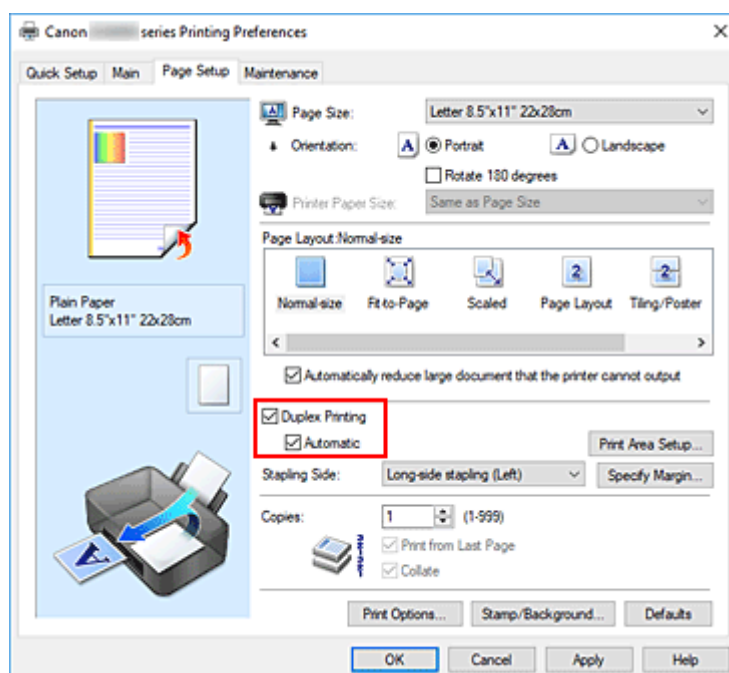 Canon series Printing Preferences
Quick Setup Main Page Setup Maintenance
Page Size: Letter 8.5"x11" 22x28cm
Orientation: A Portrait A Landscape
Rotate 180 degrees
Printer Paper Size: Same as Page Size
Page Layout:Normal-size
Normal-size Fit-to-Page Scaled Page Layout Tiling/Poster
Plain Paper
Letter 8.5"x11" 22x28cm
Automatically reduce large document that the printer cannot output
Duplex Printing
Automatic
Print Area Setup...
Stapling Side: Long-side stapling (Left) Specify Margin...
Copies: 1 (1-999)
Print from Last Page
Collate
Print Options... Stamp/Background... Defaults
OK Cancel Apply Help